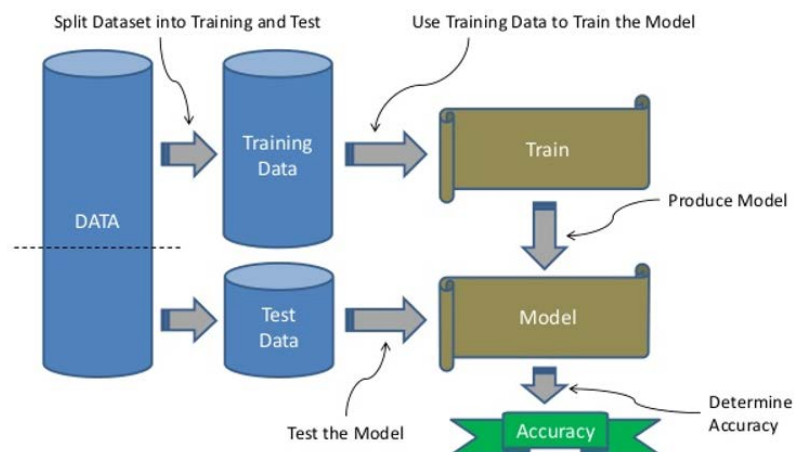 Split Dataset into Training and Test
Use Training Data to Train the Model
DATA
Training
Data
Train
Produce Model
Test
Data
Model
Test the Model
Determine
Accuracy
Accuracy